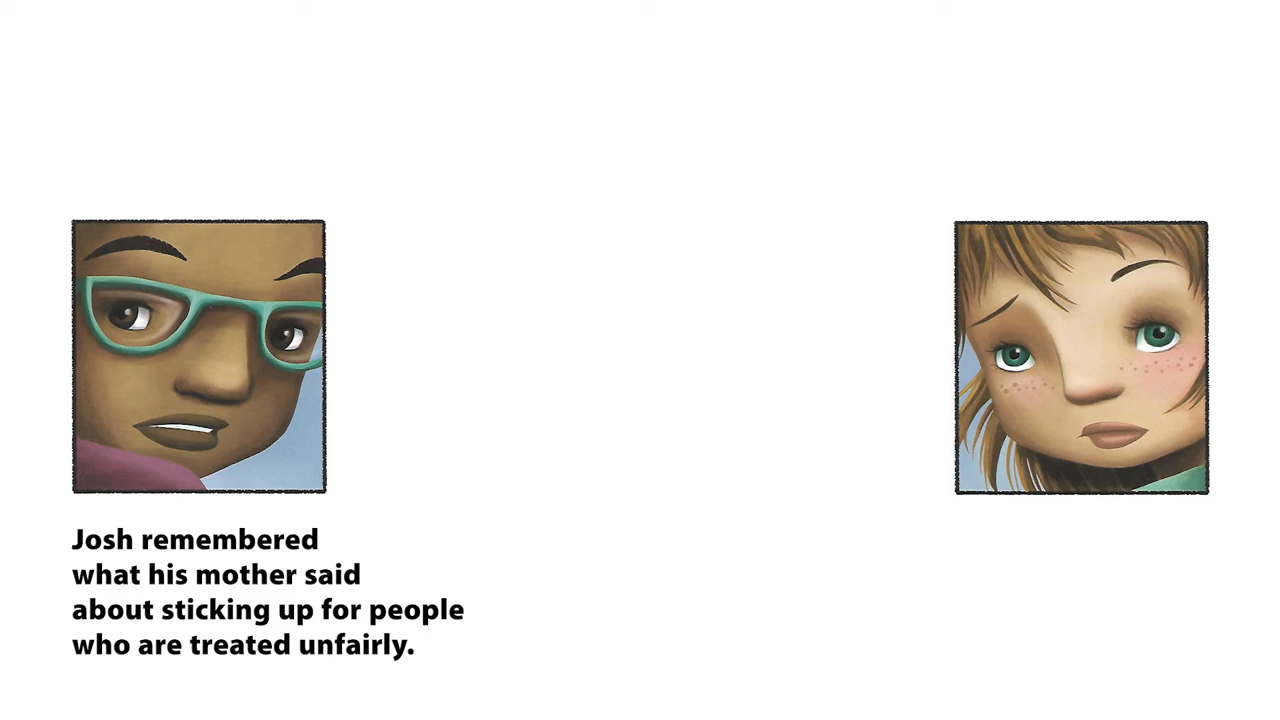 Josh remembered
what his mother said
about sticking up for people
who are treated unfairly.